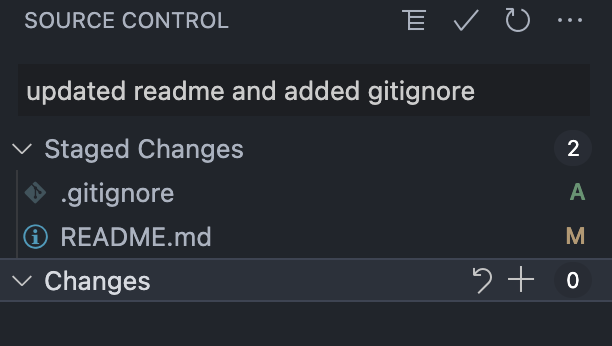 SOURCE CONTROL
updated readme and added gitignore
Staged Changes 2
.gitignore A
README.md M
Changes 0